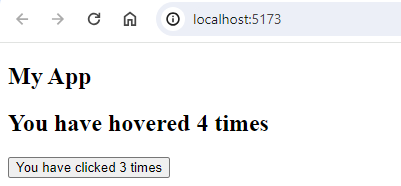 localhost:5173
My App
You have hovered 4 times
You have clicked 3 times